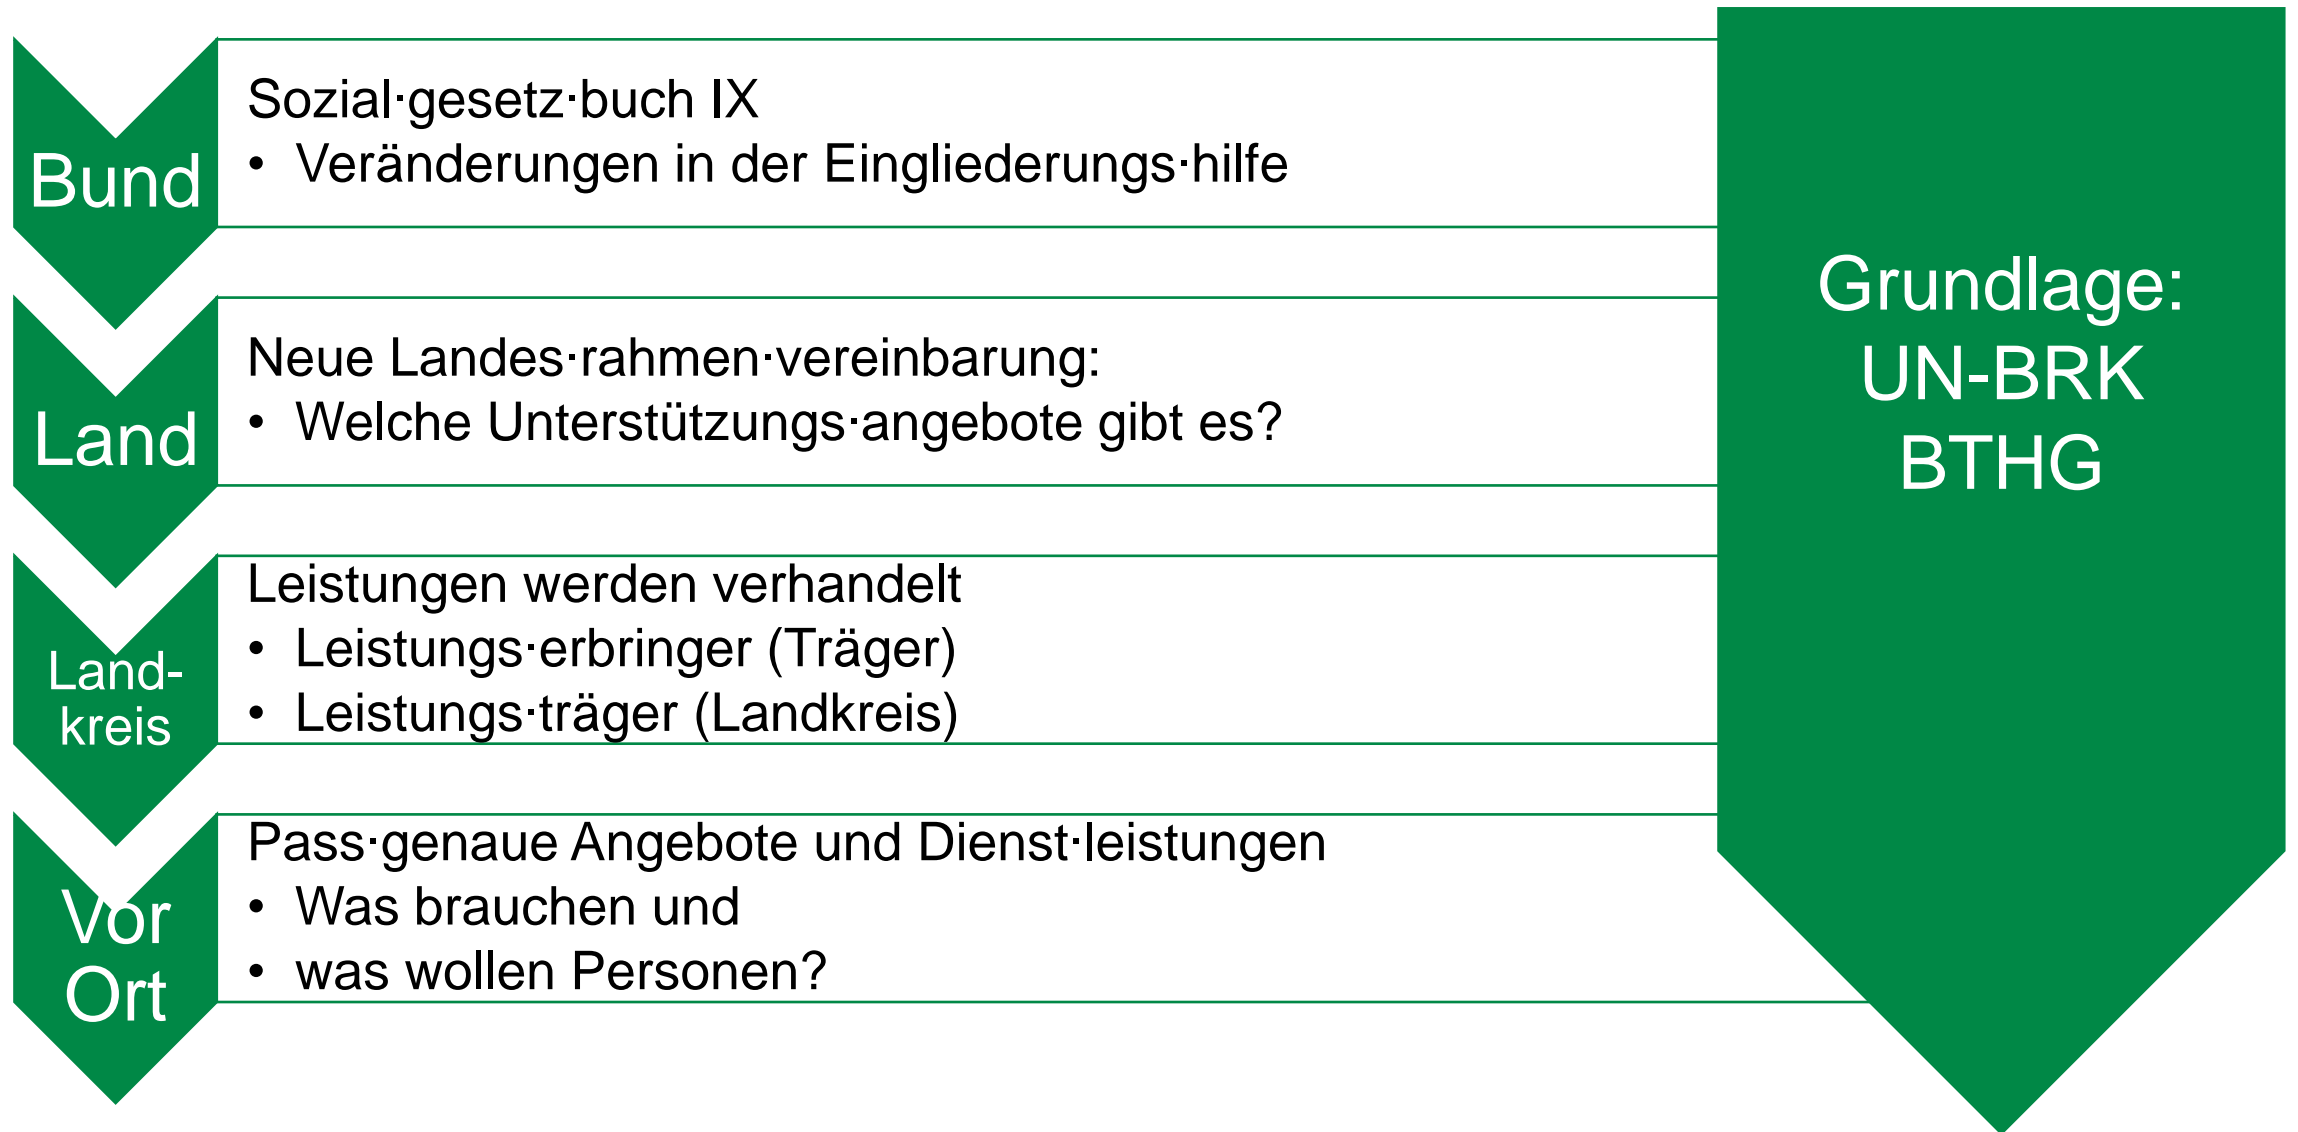 Bund
Sozial·gesetz·buch IX
• Veränderungen in der Eingliederungs·hilfe
Land
Neue Landes·rahmen·vereinbarung:
• Welche Unterstützungs·angebote gibt es?
Land-
kreis
Leistungen werden verhandelt
• Leistungs·erbringer (Träger)
• Leistungs·träger (Landkreis)
Vor
Ort
Pass·genaue Angebote und Dienst·leistungen
• Was brauchen und
• was wollen Personen?
Grundlage:
UN-BRK
BTHG